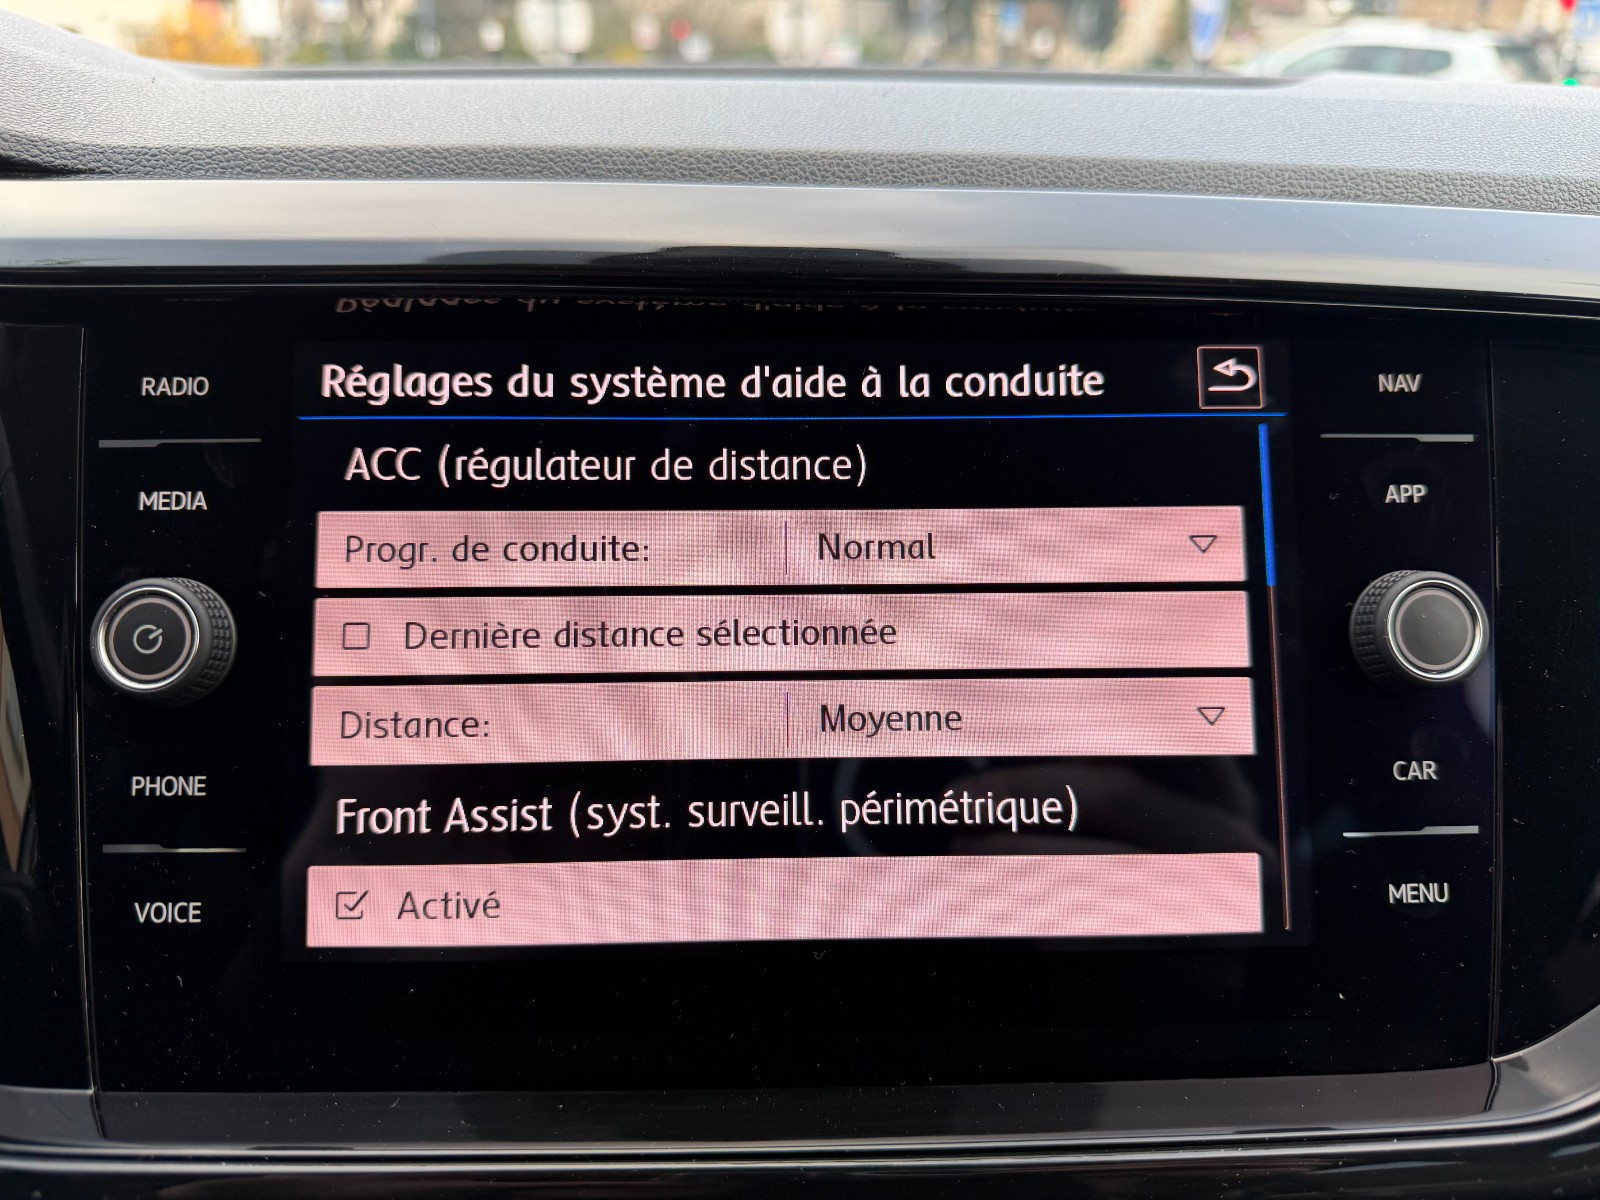 RADIO
MEDIA
PHONE
VOICE
Réglages du système d'aide à la conduite
ACC (régulateur de distance)
Progr. de conduite: Normal
Dernière distance sélectionnée
Distance: Moyenne
Front Assist (syst. surveill. périmétrique)
Activé
NAV
APP
CAR
MENU